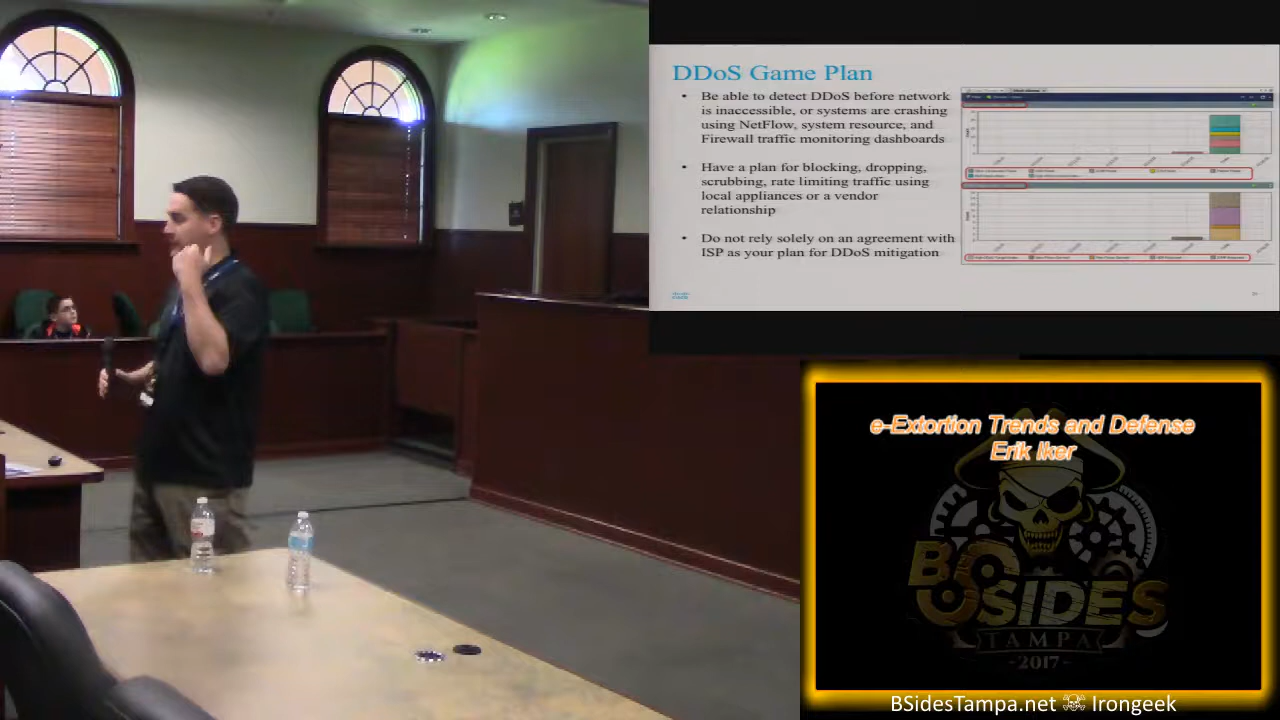 DDoS Game Plan
• Be able to detect DDoS before network
is inaccessible, or systems are crashing
using NetFlow, system resource, and
Firewall traffic monitoring dashboards
• Have a plan for blocking, dropping,
scrubbing, rate limiting traffic using
local appliances or a vendor
relationship
• Do not rely solely on an agreement with
ISP as your plan for DDoS mitigation
e-Extortion Trends and Defense
Erik Iker
BSIDES
TAMPA
-2017-
BSidesTampa.net ☠ Irongeek